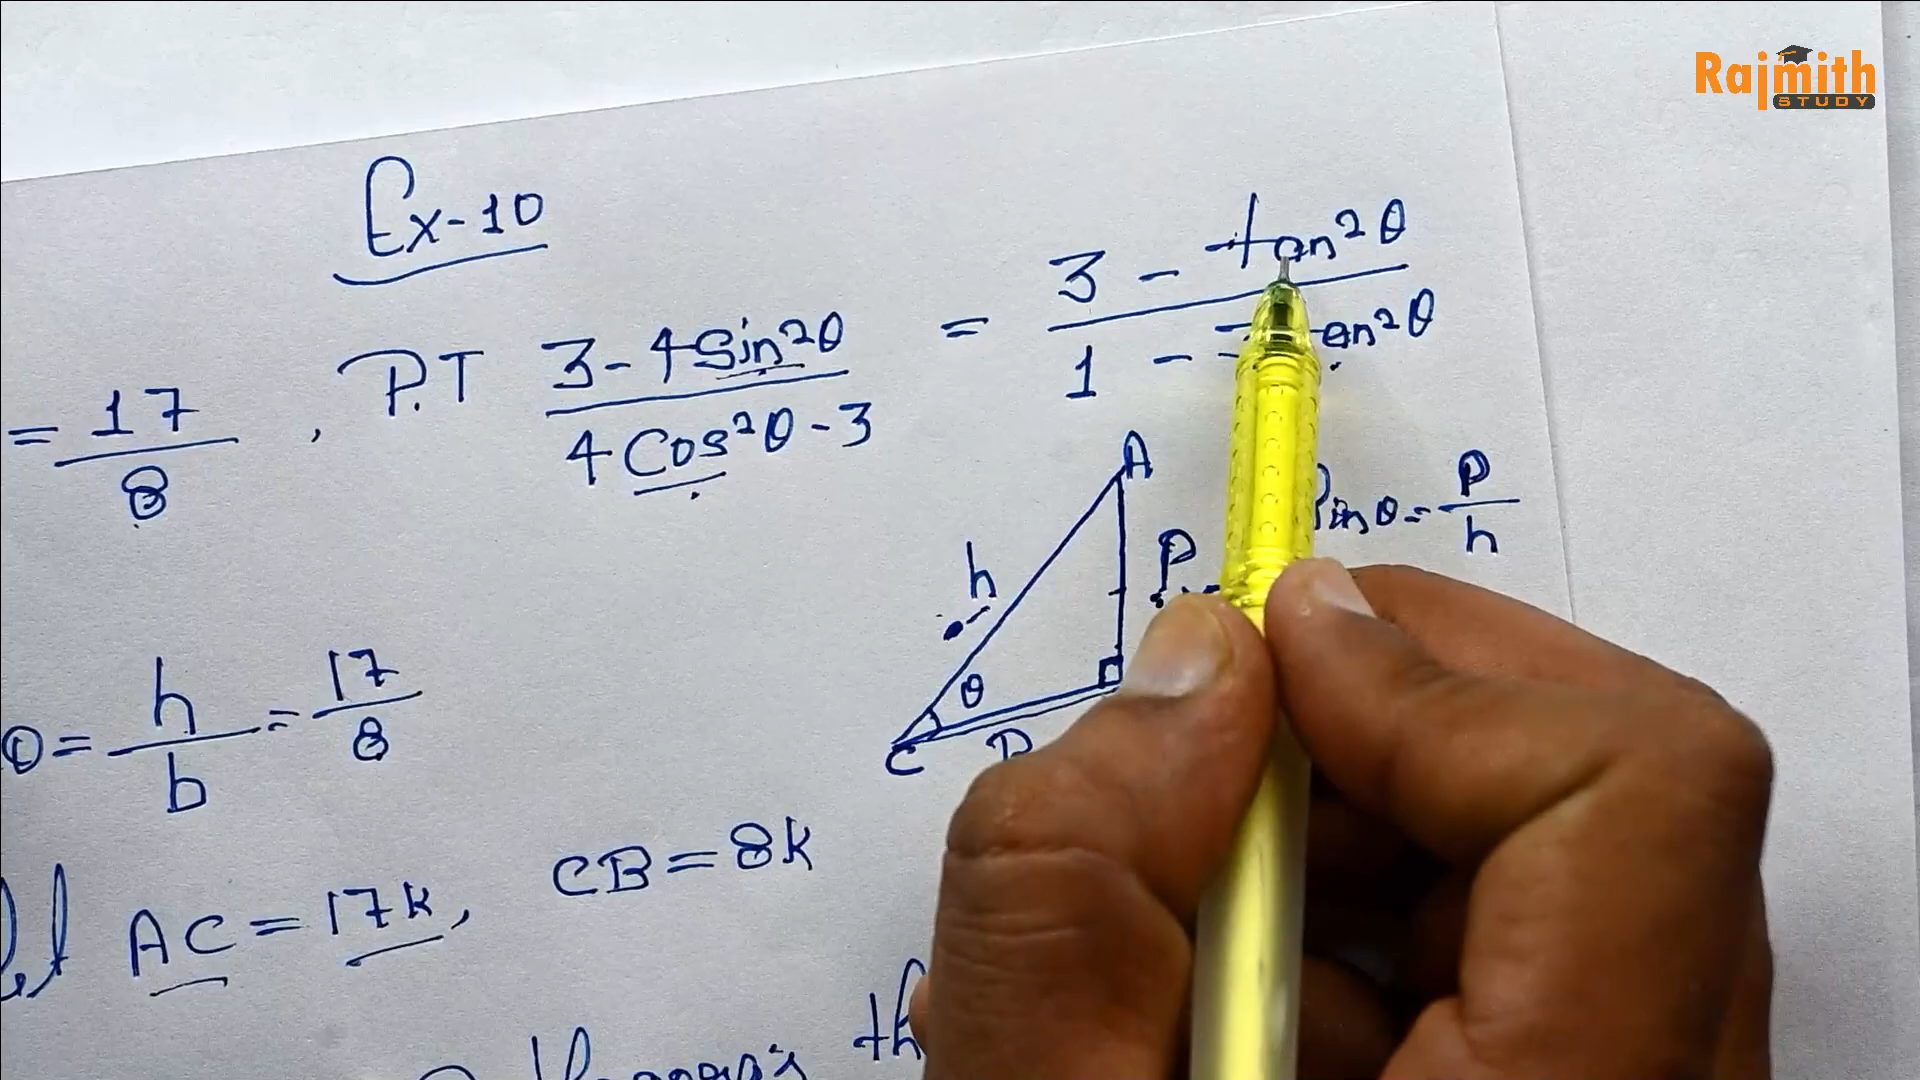 Rajmith
STUDY
Ex-10
= 17/8 , P.T (3-4Sin²θ)/(4Cos²θ-3) = (3-tan²θ)/(1- an²θ)
A
h
P
Sinθ = P/h
θ
C
θ = h/b = 17/8
Let AC = 17k, CB = 8k